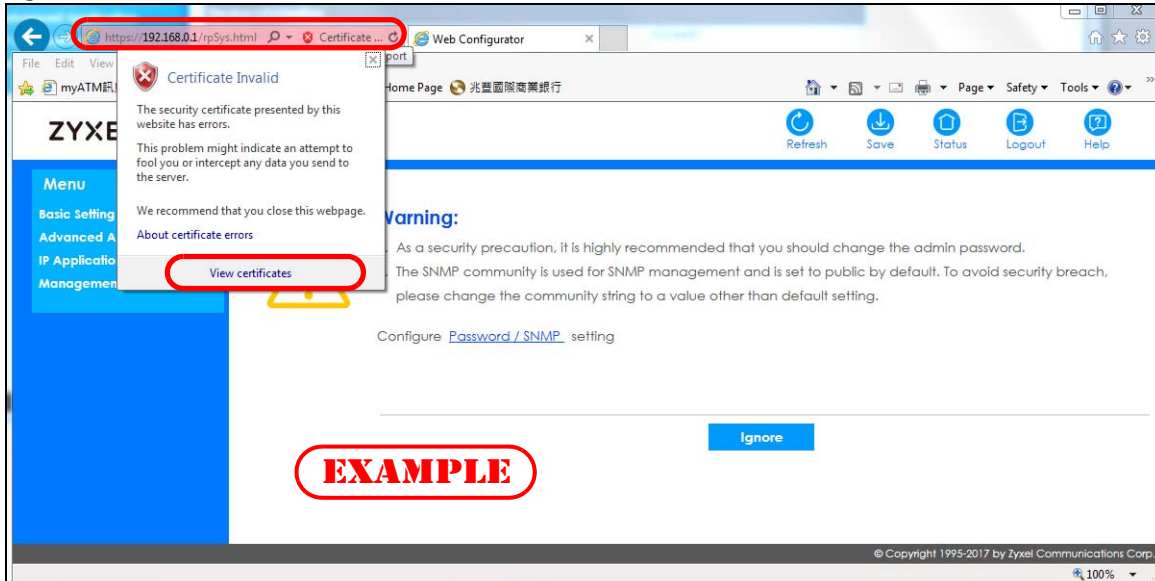 https://192.168.0.1/rpSys.html Certificate ... Web Configurator
File Edit View port
myATM Home Page 兆豐國際商業銀行 Page Safety Tools
Certificate Invalid
The security certificate presented by this
website has errors.
This problem might indicate an attempt to
fool you or intercept any data you send to
the server.
We recommend that you close this webpage.
About certificate errors
View certificates
ZYXE
Refresh Save Status Logout Help
Menu
Basic Setting
Advanced A
IP Applicatio
Managemen
Warning:
As a security precaution, it is highly recommended that you should change the admin password.
The SNMP community is used for SNMP management and is set to public by default. To avoid security breach,
please change the community string to a value other than default setting.
Configure Password / SNMP setting
Ignore
EXAMPLE
© Copyright 1995-2017 by Zyxel Communications Corp.
100%